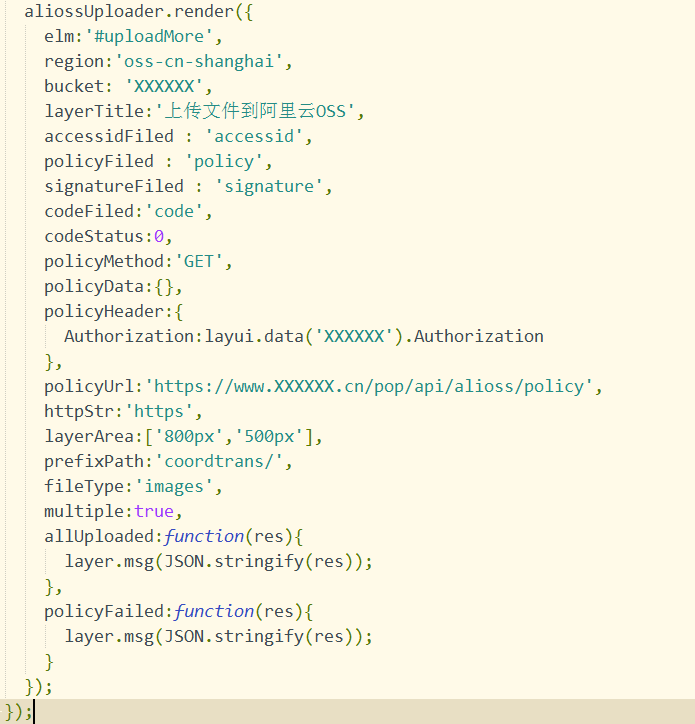 aliossUploader.render({
elm:'#uploadMore',
region:'oss-cn-shanghai',
bucket: 'XXXXXX',
layerTitle:'上传文件到阿里云OSS',
accessidFiled : 'accessid',
policyFiled : 'policy',
signatureFiled : 'signature',
codeFiled:'code',
codeStatus:0,
policyMethod:'GET',
policyData:{},
policyHeader:{
Authorization:layui.data('XXXXXX').Authorization
},
policyUrl:'https://www.XXXXXX.cn/pop/api/alioss/policy',
httpStr:'https',
layerArea:['800px','500px'],
prefixPath:'coordtrans/',
fileType:'images',
multiple:true,
allUploaded:function(res){
layer.msg(JSON.stringify(res));
},
policyFailed:function(res){
layer.msg(JSON.stringify(res));
}
});
});